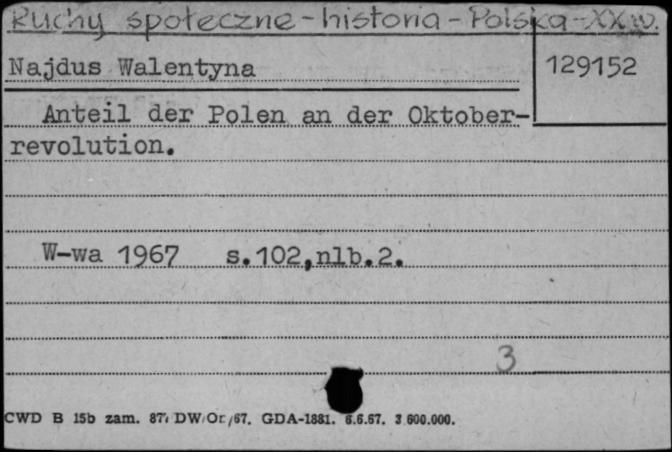 Ruchy społeczne - historia - Polska - XX w.
Najdus Walentyna
129152
Anteil der Polen an der Oktober-
revolution.
W-wa 1967 s.102,nlb.2.
3
CWD B 15b zam. 87 DW/Or/67. GDA-1881. 6.6.67. 3.600.000.